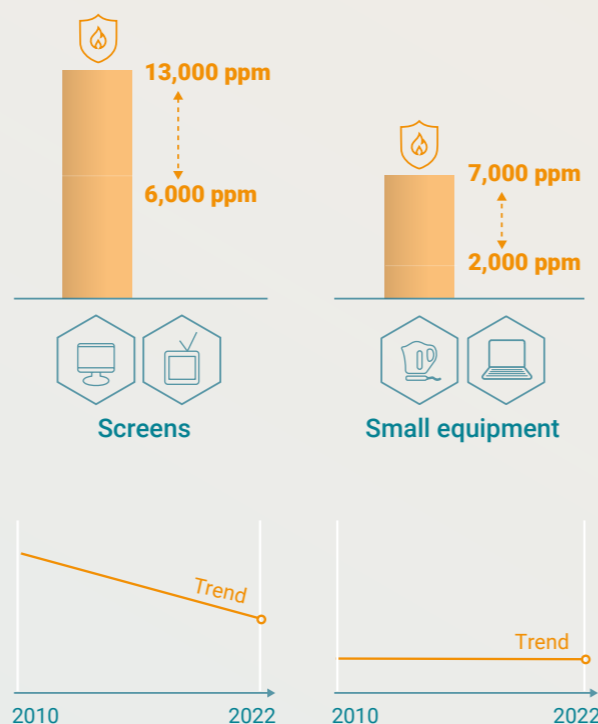 13,000 ppm
6,000 ppm
7,000 ppm
2,000 ppm
Screens
Small equipment
Trend
Trend
2010
2022
2010
2022